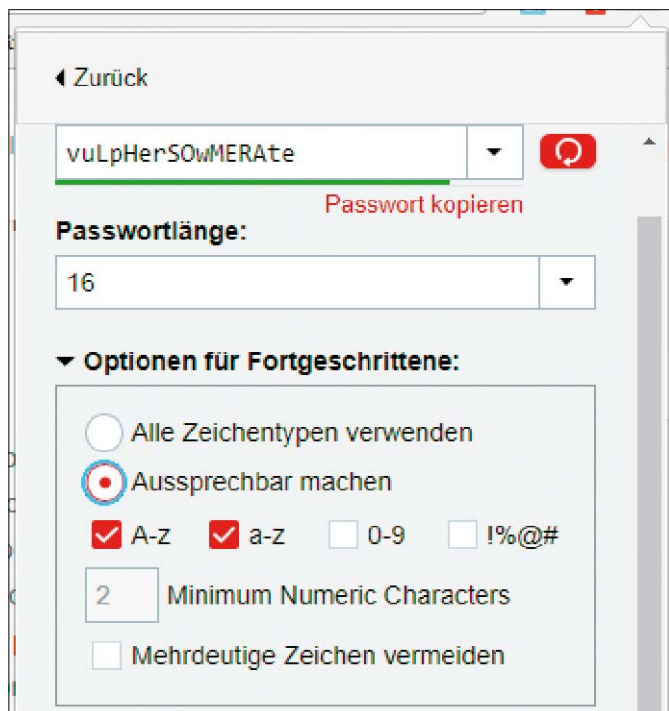 Zurück
vuLpHerSOwMERAte
Passwort kopieren
Passwortlänge:
16
Optionen für Fortgeschrittene:
Alle Zeichentypen verwenden
Aussprechbar machen
A-z a-z 0-9 !%@#
2 Minimum Numeric Characters
Mehrdeutige Zeichen vermeiden